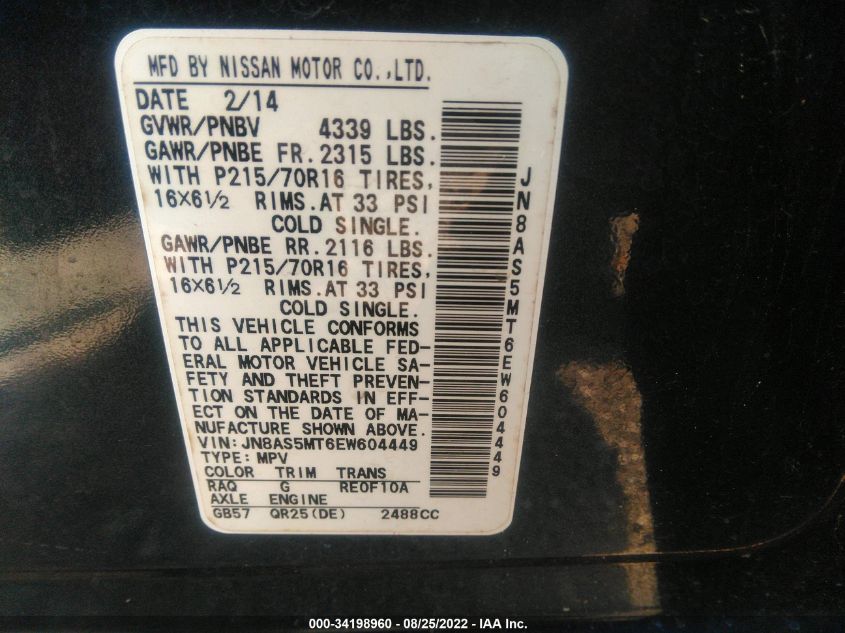 MFD BY NISSAN MOTOR CO.,LTD.
DATE 2/14
GVWR/PNBV 4339 LBS.
GAWR/PNBE FR.2315 LBS.
WITH P215/70R16 TIRES,
16X6½ RIMS.AT 33 PSI
COLD SINGLE.
GAWR/PNBE RR.2116 LBS.
WITH P215/70R16 TIRES,
16X6½ RIMS.AT 33 PSI
COLD SINGLE.
THIS VEHICLE CONFORMS
TO ALL APPLICABLE FED-
ERAL MOTOR VEHICLE SA-
FETY AND THEFT PREVEN-
TION STANDARDS IN EFF-
ECT ON THE DATE OF MA-
NUFACTURE SHOWN ABOVE.
VIN:JN8AS5MT6EW604449
TYPE:MPV
COLOR TRIM TRANS
RAQ G RE0F10A
AXLE ENGINE
GB57 QR25(DE) 2488CC
JN8AS5MT6EW604449
000-34198960 - 08/25/2022 - IAA Inc.